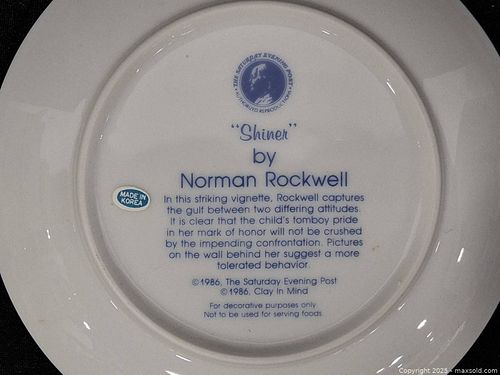 THE SATURDAY EVENING POST
AUTHORIZED REPRODUCTIONS
"Shiner"
by
Norman Rockwell
MADE IN
KOREA
In this striking vignette, Rockwell captures
the gulf between two differing attitudes.
It is clear that the child's tomboy pride
in her mark of honor will not be crushed
by the impending confrontation. Pictures
on the wall behind her suggest a more
tolerated behavior.
©1986, The Saturday Evening Post
©1986, Clay In Mind
For decorative purposes only.
Not to be used for serving foods.
Copyright 2025 - maxsold.com